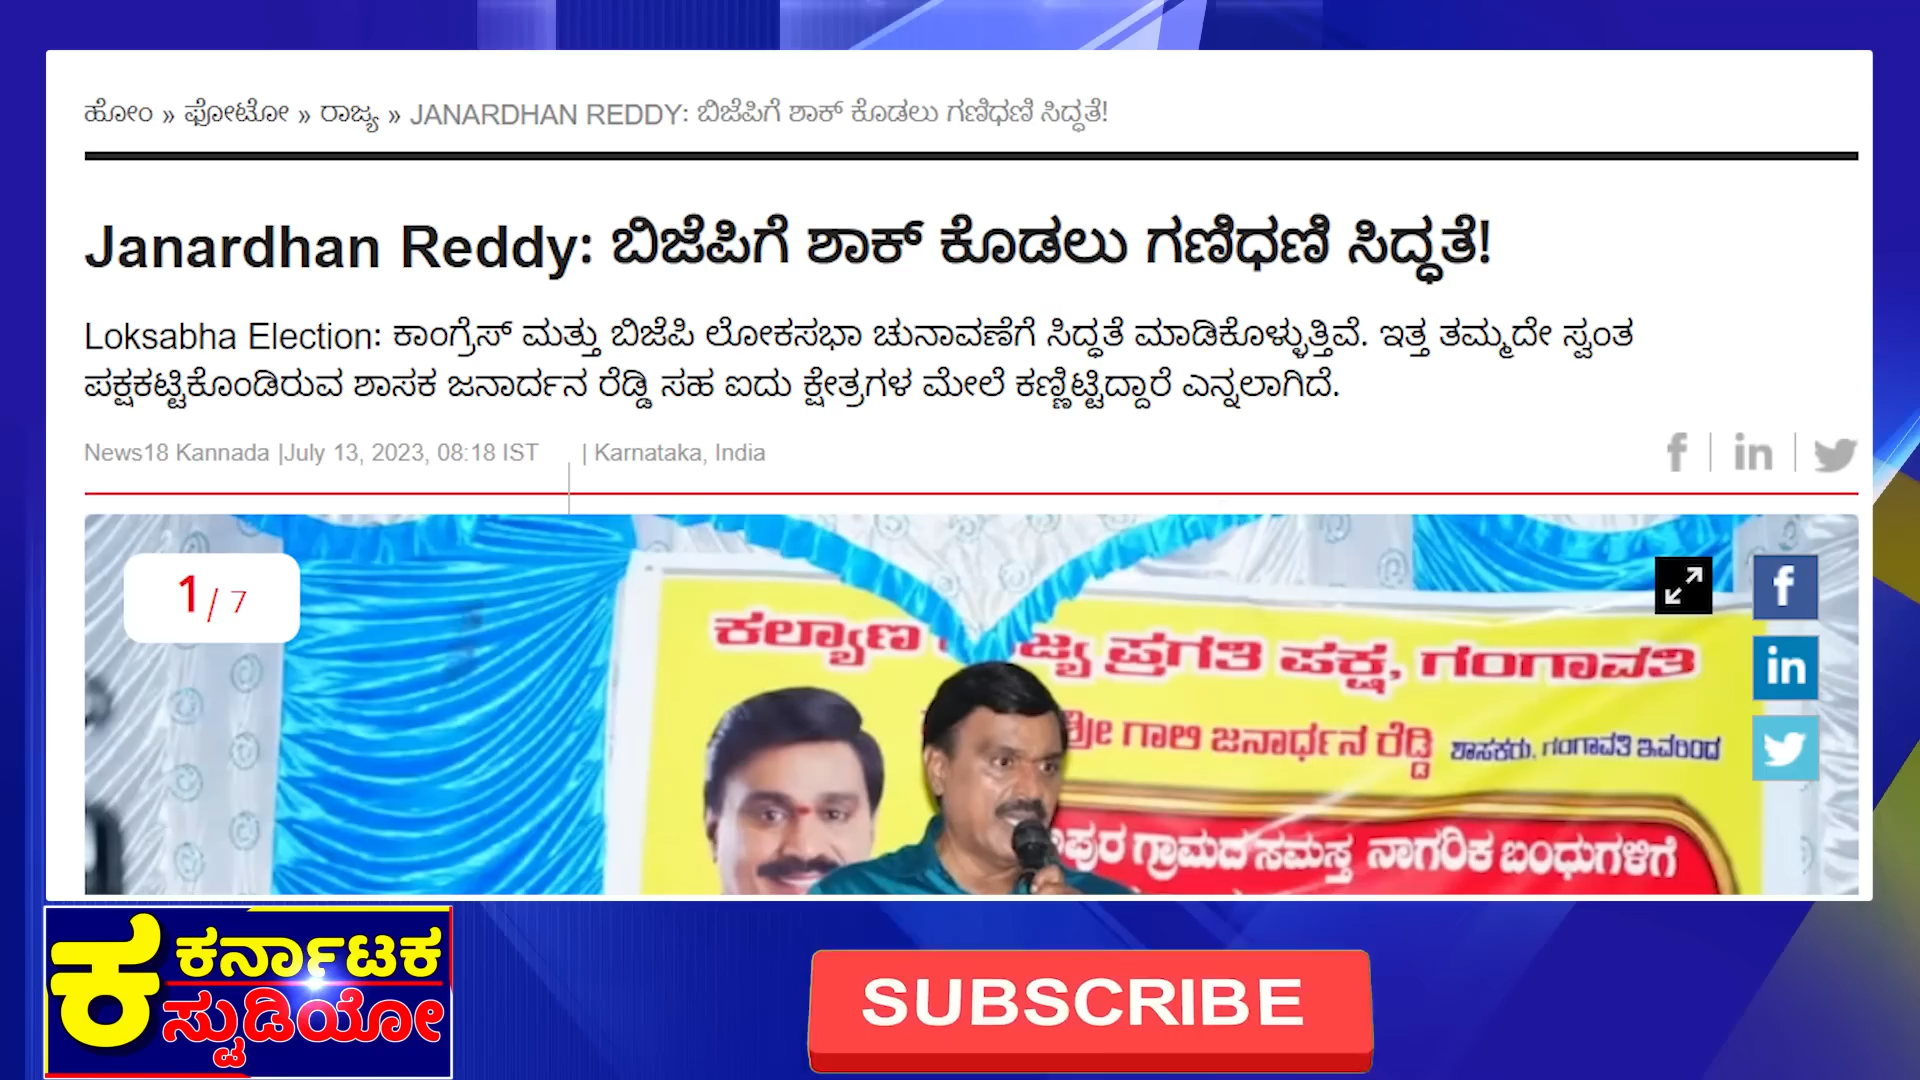 ಹೋಂ » ಫೋಟೋ » ರಾಜ್ಯ » JANARDHAN REDDY: ಬಿಜೆಪಿಗೆ ಶಾಕ್ ಕೊಡಲು ಗಣಿಧಣಿ ಸಿದ್ಧತೆ!
Janardhan Reddy: ಬಿಜೆಪಿಗೆ ಶಾಕ್ ಕೊಡಲು ಗಣಿಧಣಿ ಸಿದ್ಧತೆ!
Loksabha Election: ಕಾಂಗ್ರೆಸ್ ಮತ್ತು ಬಿಜೆಪಿ ಲೋಕಸಭಾ ಚುನಾವಣೆಗೆ ಸಿದ್ಧತೆ ಮಾಡಿಕೊಳ್ಳುತ್ತಿವೆ. ಇತ್ತ ತಮ್ಮದೇ ಸ್ವಂತ
ಪಕ್ಷಕಟ್ಟಿಕೊಂಡಿರುವ ಶಾಸಕ ಜನಾರ್ದನ ರೆಡ್ಡಿ ಸಹ ಐದು ಕ್ಷೇತ್ರಗಳ ಮೇಲೆ ಕಣ್ಣಿಟ್ಟಿದ್ದಾರೆ ಎನ್ನಲಾಗಿದೆ.
News18 Kannada |July 13, 2023, 08:18 IST | Karnataka, India
1/ 7
ಕಲ್ಯಾಣ ಜ್ಯ ಪ್ರಗತಿ ಪಕ್ಷ, ಗಂಗಾವತಿ
ಶ್ರೀ ಗಾಲಿ ಜನಾರ್ಧನ ರೆಡ್ಡಿ ಶಾಸಕರು, ಗಂಗಾವತಿ ಇವರಿಂದ
ಪುರ ಗ್ರಾಮದ ಸಮಸ್ತ ನಾಗರಿಕ ಬಂಧುಗಳಿಗೆ
ಕ ಕರ್ನಾಟಕ
ಸ್ಟುಡಿಯೋ
SUBSCRIBE